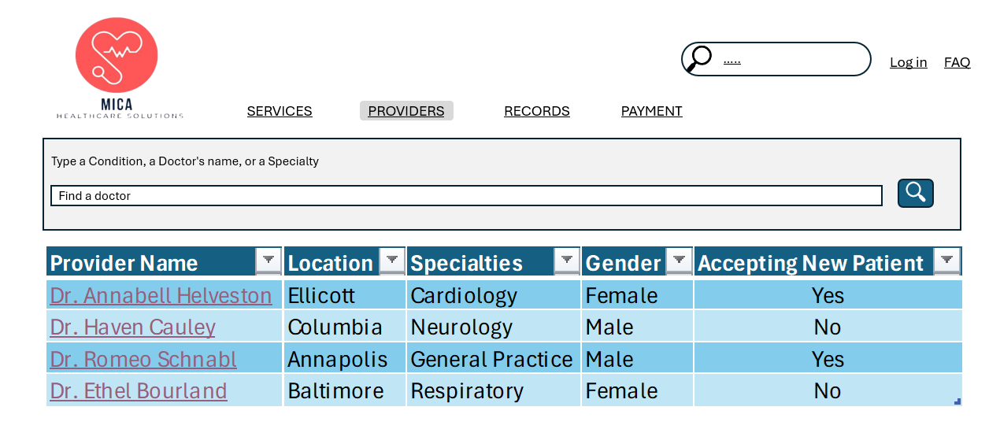 MICA
HEALTHCARE SOLUTIONS
.....
Log in FAQ
SERVICES PROVIDERS RECORDS PAYMENT
Type a Condition, a Doctor's name, or a Specialty
Find a doctor
Provider Name Location Specialties Gender Accepting New Patient
Dr. Annabell Helveston Ellicott Cardiology Female Yes
Dr. Haven Cauley Columbia Neurology Male No
Dr. Romeo Schnabl Annapolis General Practice Male Yes
Dr. Ethel Bourland Baltimore Respiratory Female No